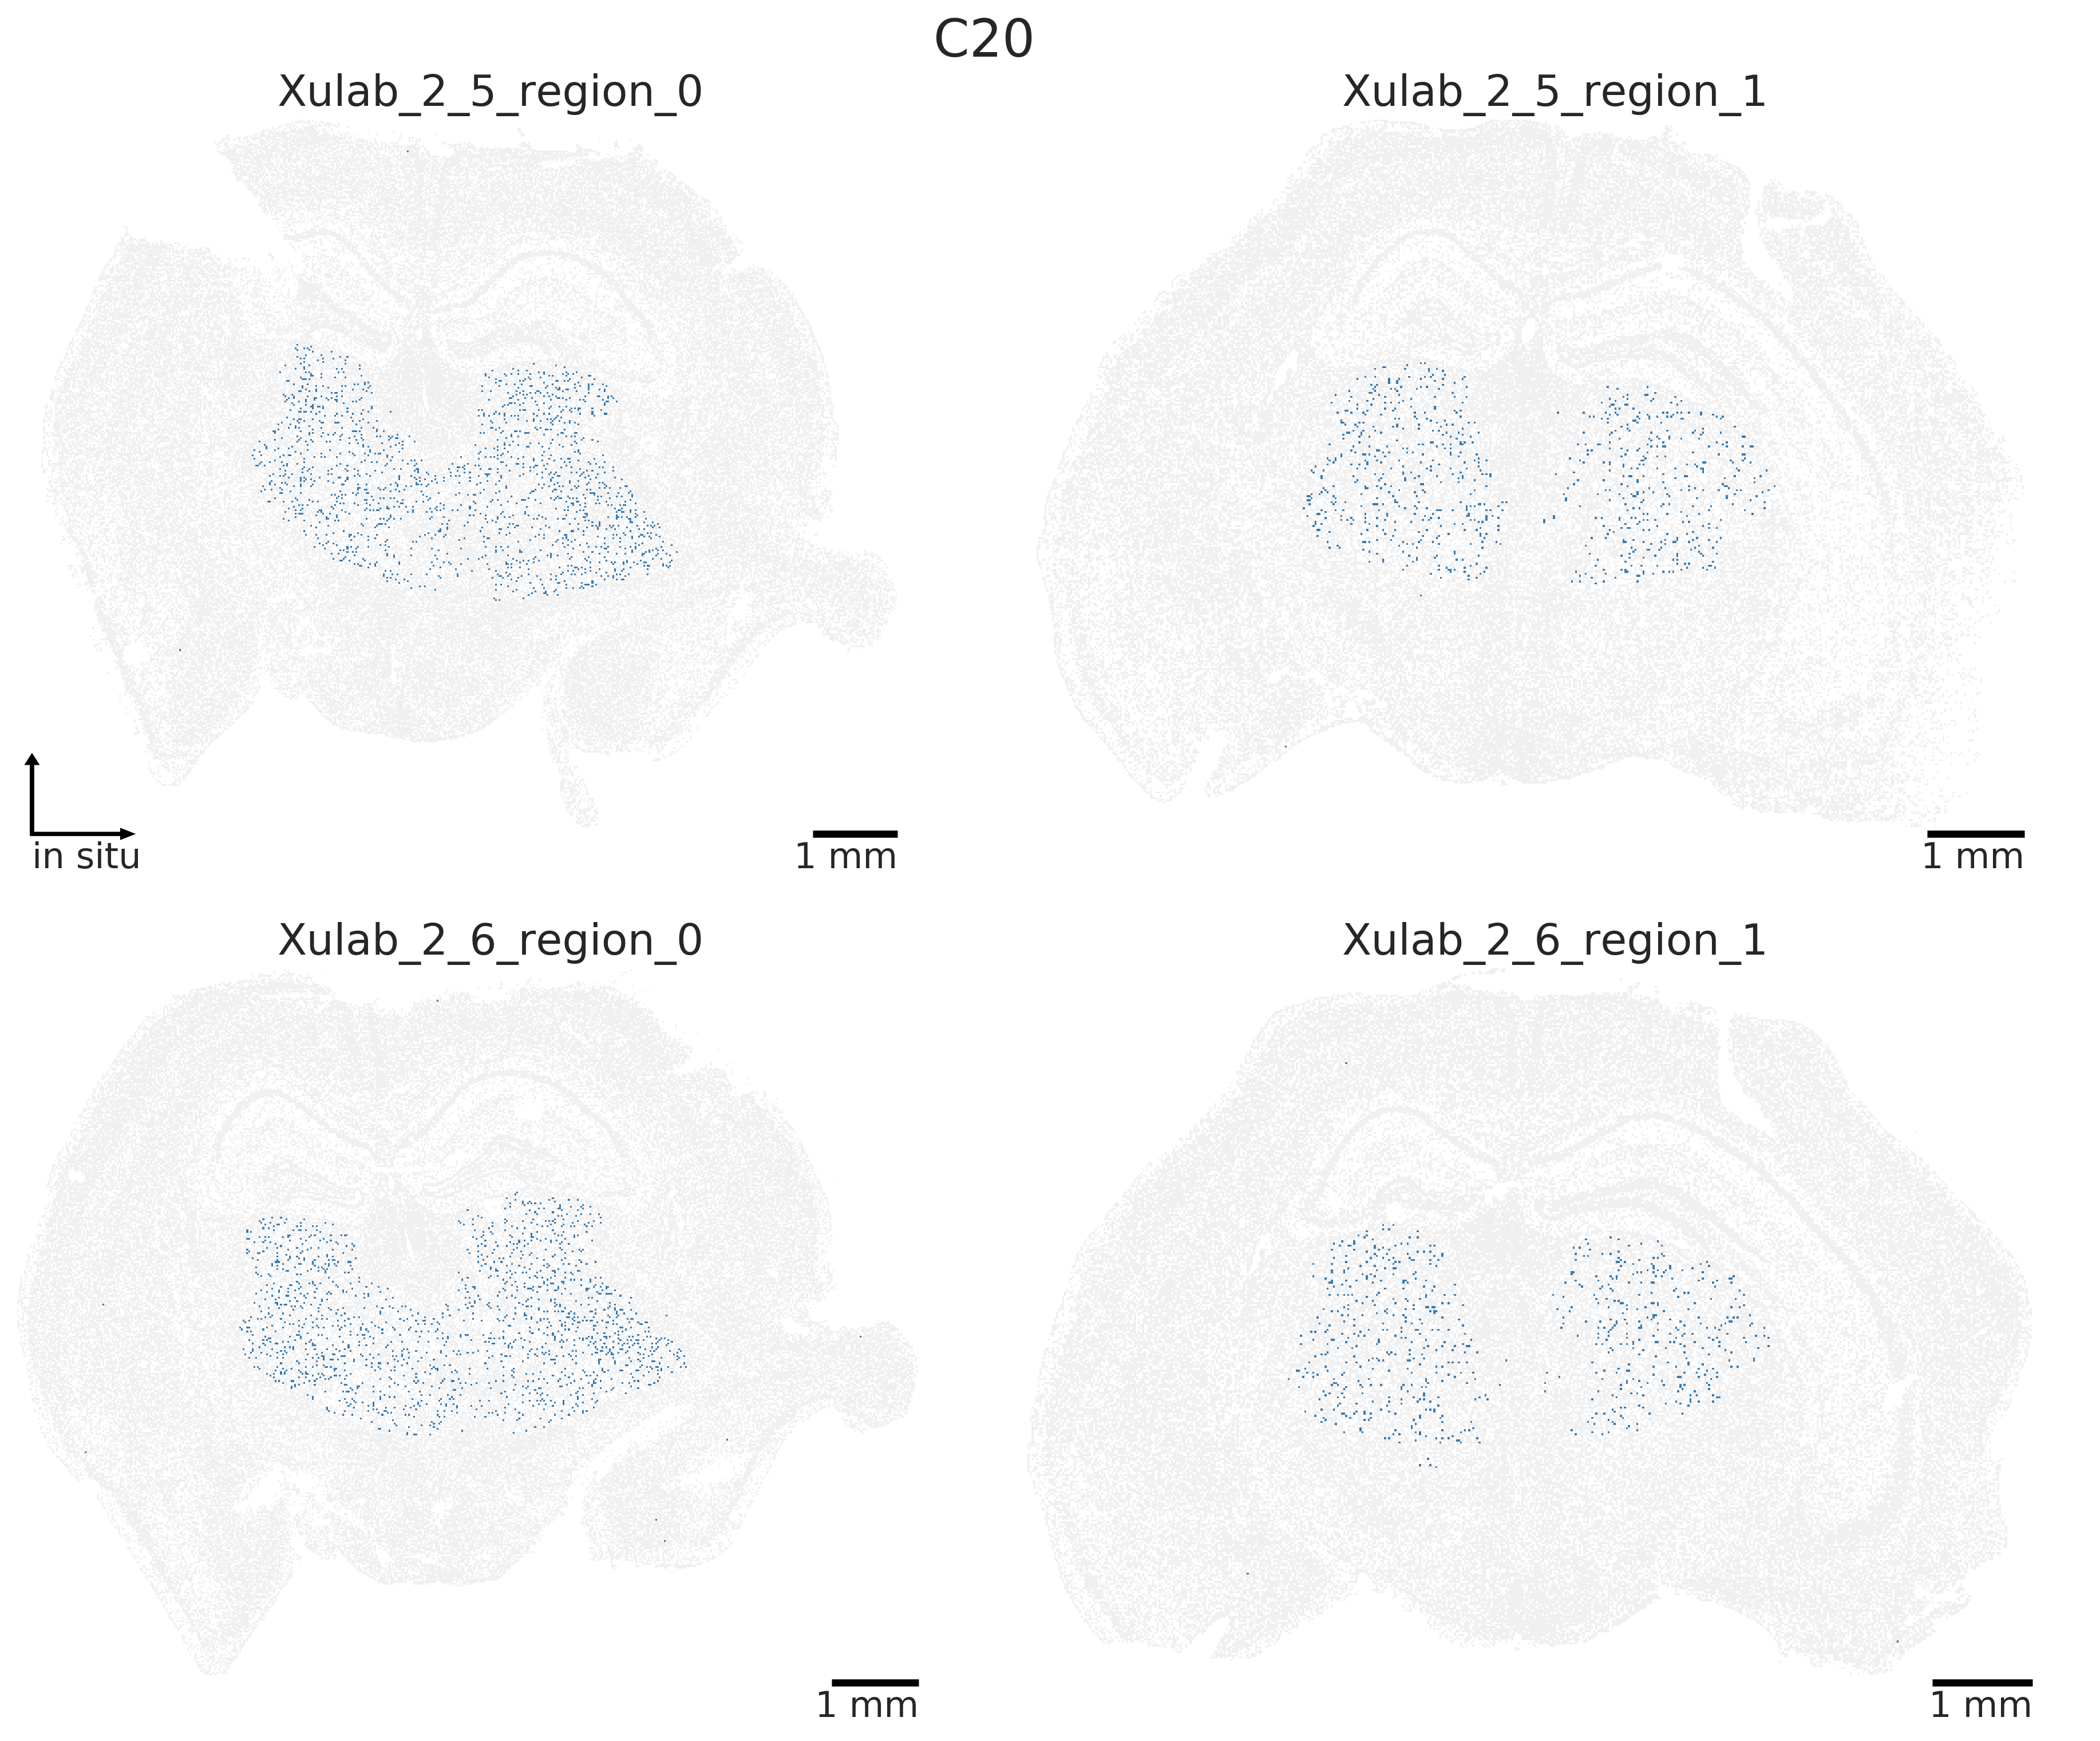 C20
Xulab_2_5_region_0
Xulab_2_5_region_1
in situ
1 mm
1 mm
Xulab_2_6_region_0
Xulab_2_6_region_1
1 mm
1 mm